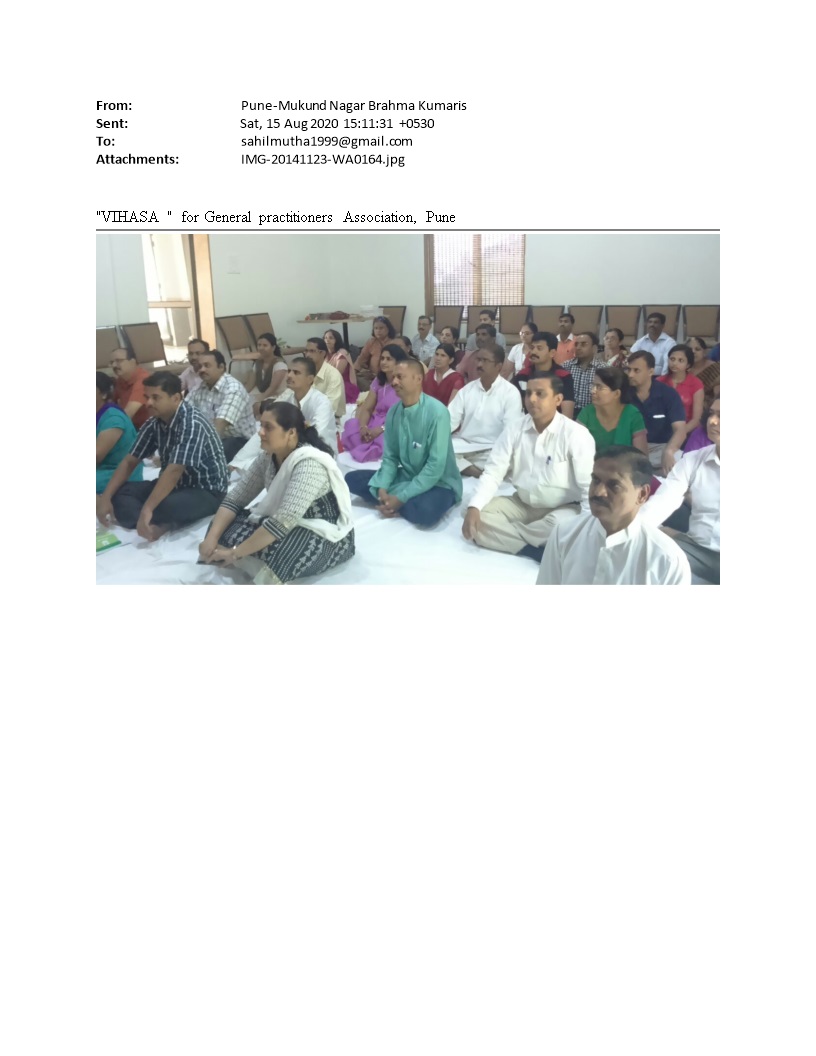 From: Pune-Mukund Nagar Brahma Kumaris
Sent: Sat, 15 Aug 2020 15:11:31 +0530
To: sahilmutha1999@gmail.com
Attachments: IMG-20141123-WA0164.jpg
"VIHASA " for General practitioners Association, Pune